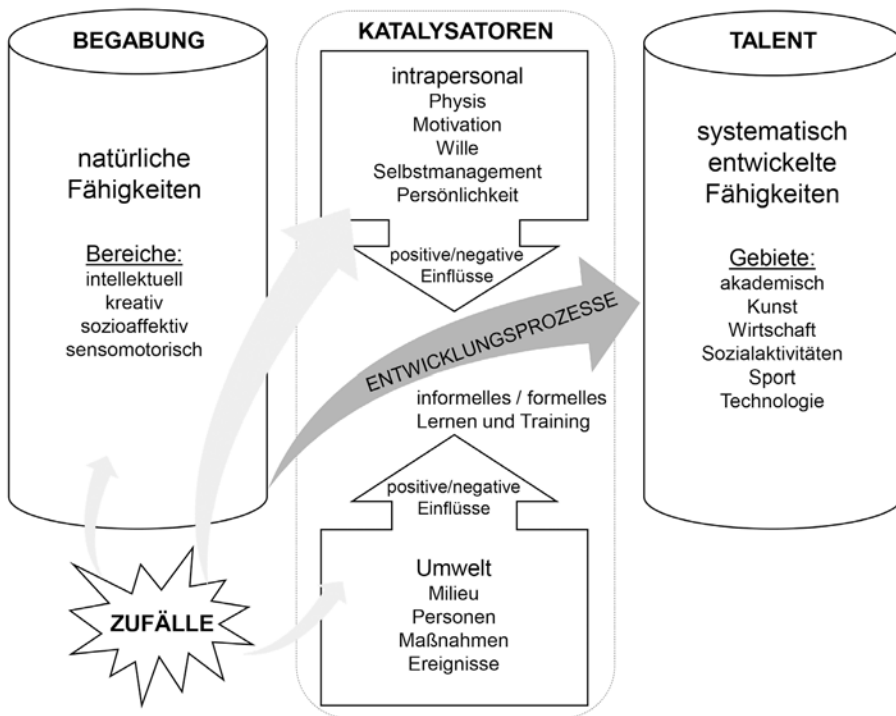 BEGABUNG
natürliche
Fähigkeiten
Bereiche:
intellektuell
kreativ
sozioaffektiv
sensomotorisch
KATALYSATOREN
intrapersonal
Physis
Motivation
Wille
Selbstmanagement
Persönlichkeit
positive/negative
Einflüsse
ENTWICKLUNGSPROZESSE
informelles / formelles
Lernen und Training
positive/negative
Einflüsse
Umwelt
Milieu
Personen
Maßnahmen
Ereignisse
TALENT
systematisch
entwickelte
Fähigkeiten
Gebiete:
akademisch
Kunst
Wirtschaft
Sozialaktivitäten
Sport
Technologie
ZUFÄLLE